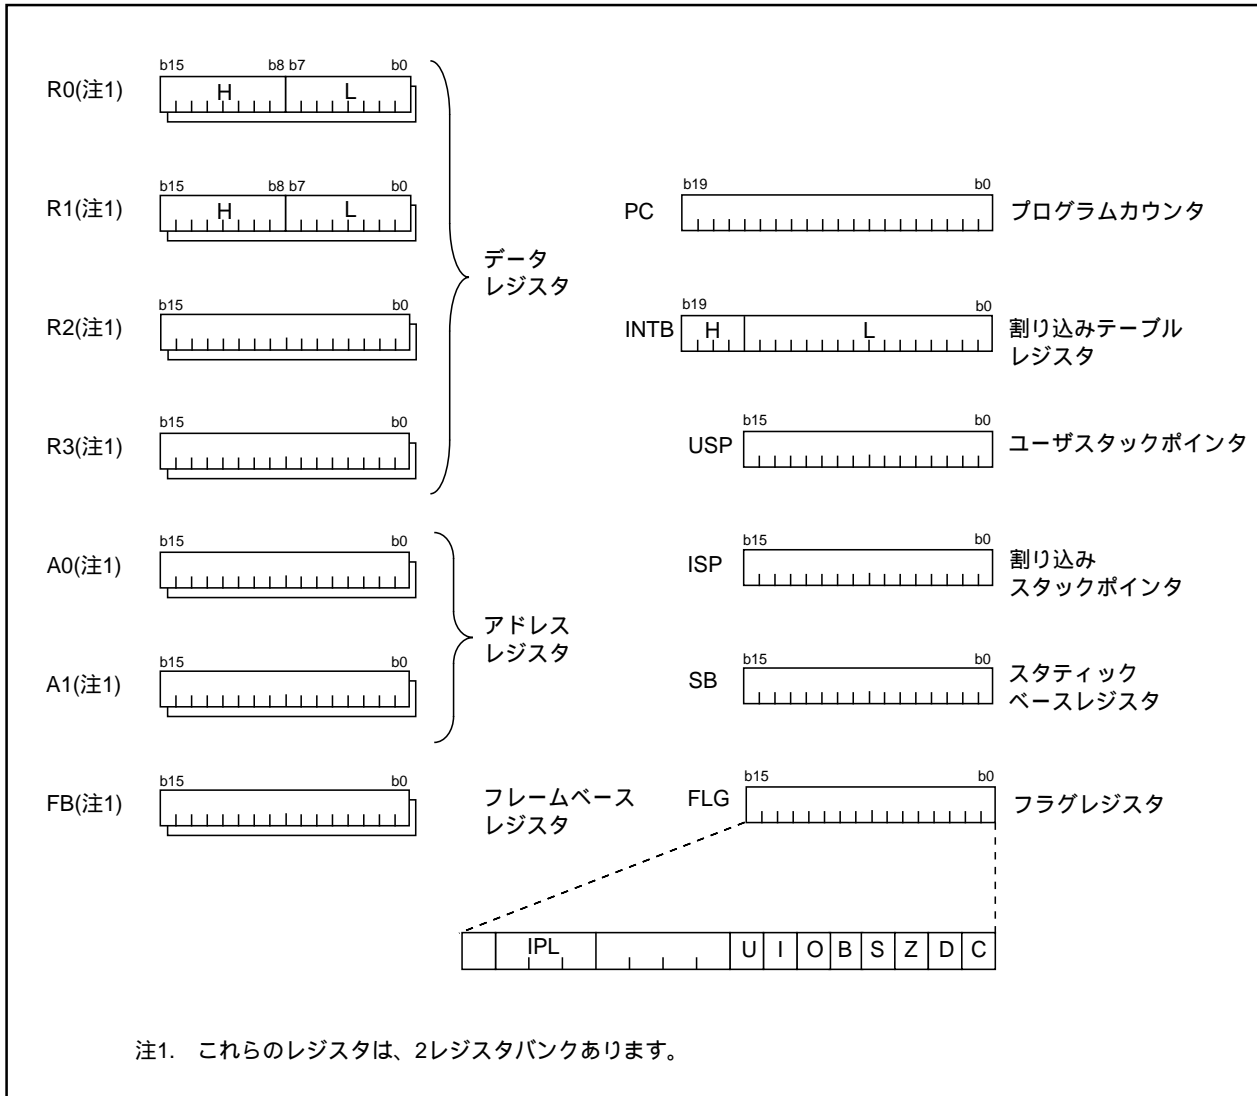 b15 b8 b7 b0
R0(注1) H L
b15 b8 b7 b0
R1(注1) H L
データ
レジスタ
b15 b0
R2(注1)
b15 b0
R3(注1)
b15 b0
A0(注1)
アドレス
レジスタ
b15 b0
A1(注1)
b15 b0
FB(注1)
フレームベース
レジスタ
b19 b0
PC プログラムカウンタ
b19 b0
INTB H L 割り込みテーブル
レジスタ
b15 b0
USP ユーザスタックポインタ
b15 b0
ISP 割り込み
スタックポインタ
b15 b0
SB スタティック
ベースレジスタ
b15 b0
FLG フラグレジスタ
IPL U I O B S Z D C
注1. これらのレジスタは、2レジスタバンクあります。